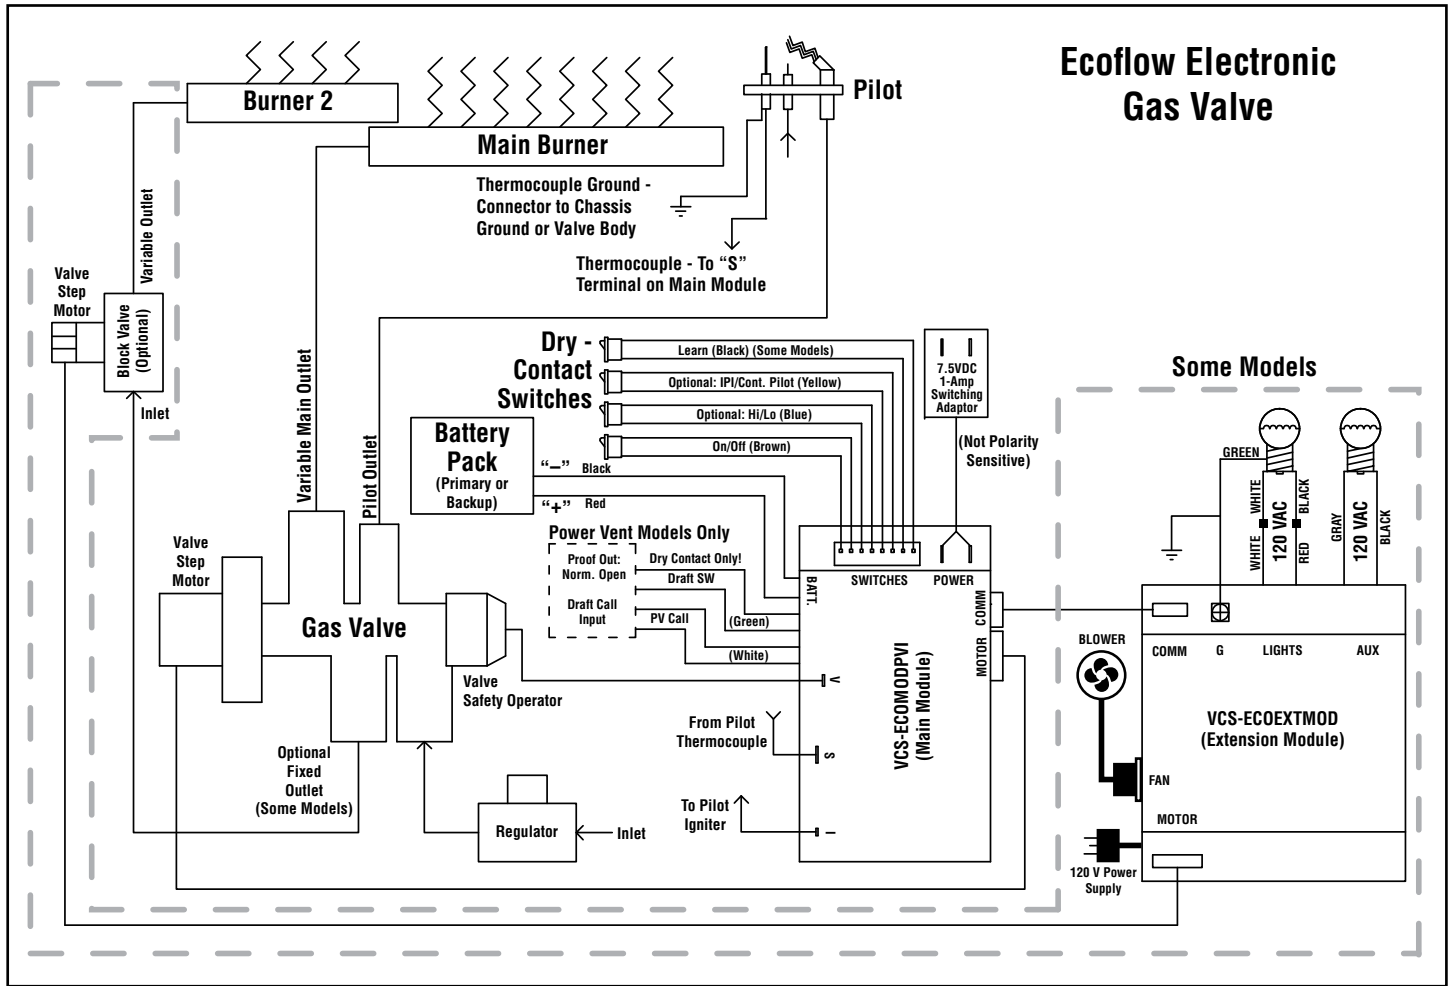 Ecoflow Electronic
Gas Valve
Burner 2
Main Burner
Pilot
Thermocouple Ground -
Connector to Chassis
Ground or Valve Body
Thermocouple - To “S”
Terminal on Main Module
Variable Outlet
Valve
Step
Motor
Block Valve
(Optional)
Inlet
Variable Main Outlet
Pilot Outlet
Dry -
Contact
Switches
Learn (Black) (Some Models)
Optional: IPI/Cont. Pilot (Yellow)
Optional: Hi/Lo (Blue)
On/Off (Brown)
7.5VDC
1-Amp
Switching
Adaptor
(Not Polarity
Sensitive)
Battery
Pack
(Primary or
Backup)
“–” Black
“+” Red
Power Vent Models Only
Proof Out:
Norm. Open
Draft Call
Input
Dry Contact Only!
Draft SW
(Green)
PV Call
(White)
BATT.
SWITCHES
POWER
COMM
MOTOR
V
S
I
VCS-ECOMODPVI
(Main Module)
Valve
Step
Motor
Gas Valve
Valve
Safety Operator
From Pilot
Thermocouple
To Pilot
Igniter
Optional
Fixed
Outlet
(Some Models)
Regulator
Inlet
Some Models
GREEN
WHITE
WHITE
120 VAC
BLACK
RED
GRAY
120 VAC
BLACK
BLOWER
COMM
G
LIGHTS
AUX
VCS-ECOEXTMOD
(Extension Module)
FAN
MOTOR
120 V Power
Supply